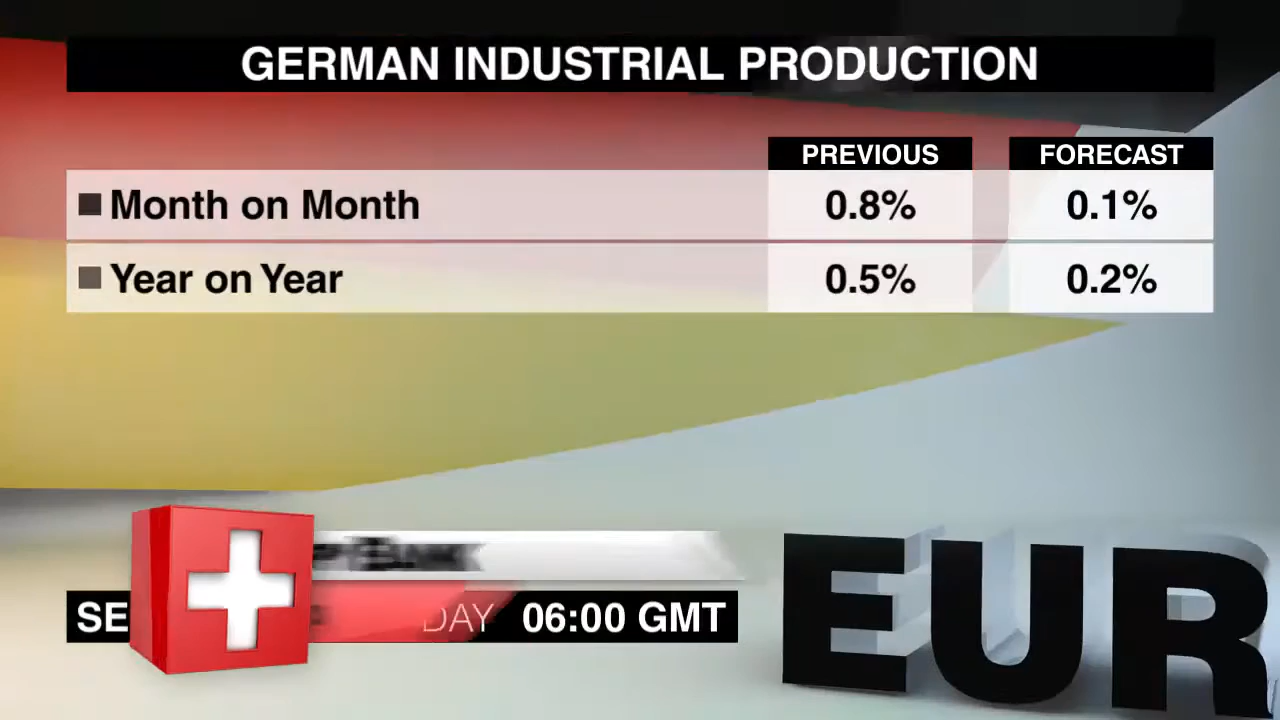 GERMAN INDUSTRIAL PRODUCTION
PREVIOUS FORECAST
Month on Month 0.8% 0.1%
Year on Year 0.5% 0.2%
SE DAY 06:00 GMT
EUR